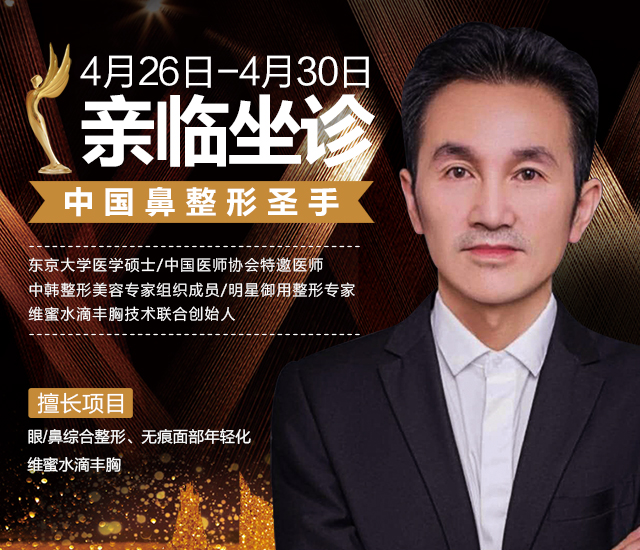 4月26日-4月30日
亲临坐诊
中国鼻整形圣手
东京大学医学硕士/中国医师协会特邀医师
中韩整形美容专家组织成员/明星御用整形专家
维蜜水滴丰胸技术联合创始人
擅长项目
眼/鼻综合整形、无痕面部年轻化
维蜜水滴丰胸